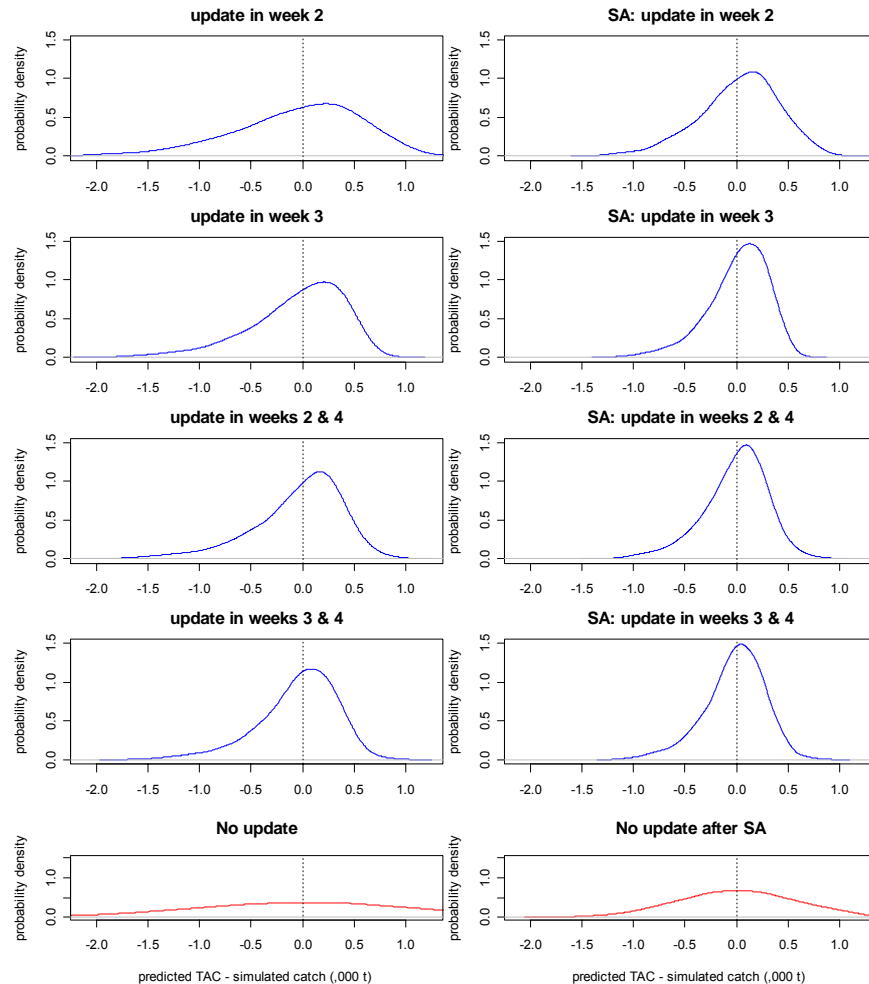 update in week 2
SA: update in week 2
probability density
0.0 0.5 1.0 1.5
-2.0 -1.5 -1.0 -0.5 0.0 0.5 1.0
probability density
0.0 0.5 1.0 1.5
-2.0 -1.5 -1.0 -0.5 0.0 0.5 1.0
update in week 3
SA: update in week 3
probability density
0.0 0.5 1.0 1.5
-2.0 -1.5 -1.0 -0.5 0.0 0.5 1.0
probability density
0.0 0.5 1.0 1.5
-2.0 -1.5 -1.0 -0.5 0.0 0.5 1.0
update in weeks 2 & 4
SA: update in weeks 2 & 4
probability density
0.0 0.5 1.0 1.5
-2.0 -1.5 -1.0 -0.5 0.0 0.5 1.0
probability density
0.0 0.5 1.0 1.5
-2.0 -1.5 -1.0 -0.5 0.0 0.5 1.0
update in weeks 3 & 4
SA: update in weeks 3 & 4
probability density
0.0 0.5 1.0 1.5
-2.0 -1.5 -1.0 -0.5 0.0 0.5 1.0
probability density
0.0 0.5 1.0 1.5
-2.0 -1.5 -1.0 -0.5 0.0 0.5 1.0
No update
No update after SA
probability density
0.0 1.0
-2.0 -1.5 -1.0 -0.5 0.0 0.5 1.0
probability density
0.0 1.0
-2.0 -1.5 -1.0 -0.5 0.0 0.5 1.0
predicted TAC - simulated catch (,000 t)
predicted TAC - simulated catch (,000 t)